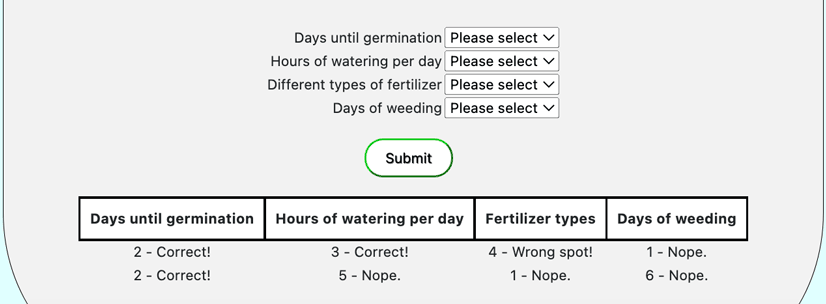 Days until germination Please select
Hours of watering per day Please select
Different types of fertilizer Please select
Days of weeding Please select
Submit
Days until germination Hours of watering per day Fertilizer types Days of weeding
2 - Correct! 3 - Correct! 4 - Wrong spot! 1 - Nope.
2 - Correct! 5 - Nope. 1 - Nope. 6 - Nope.